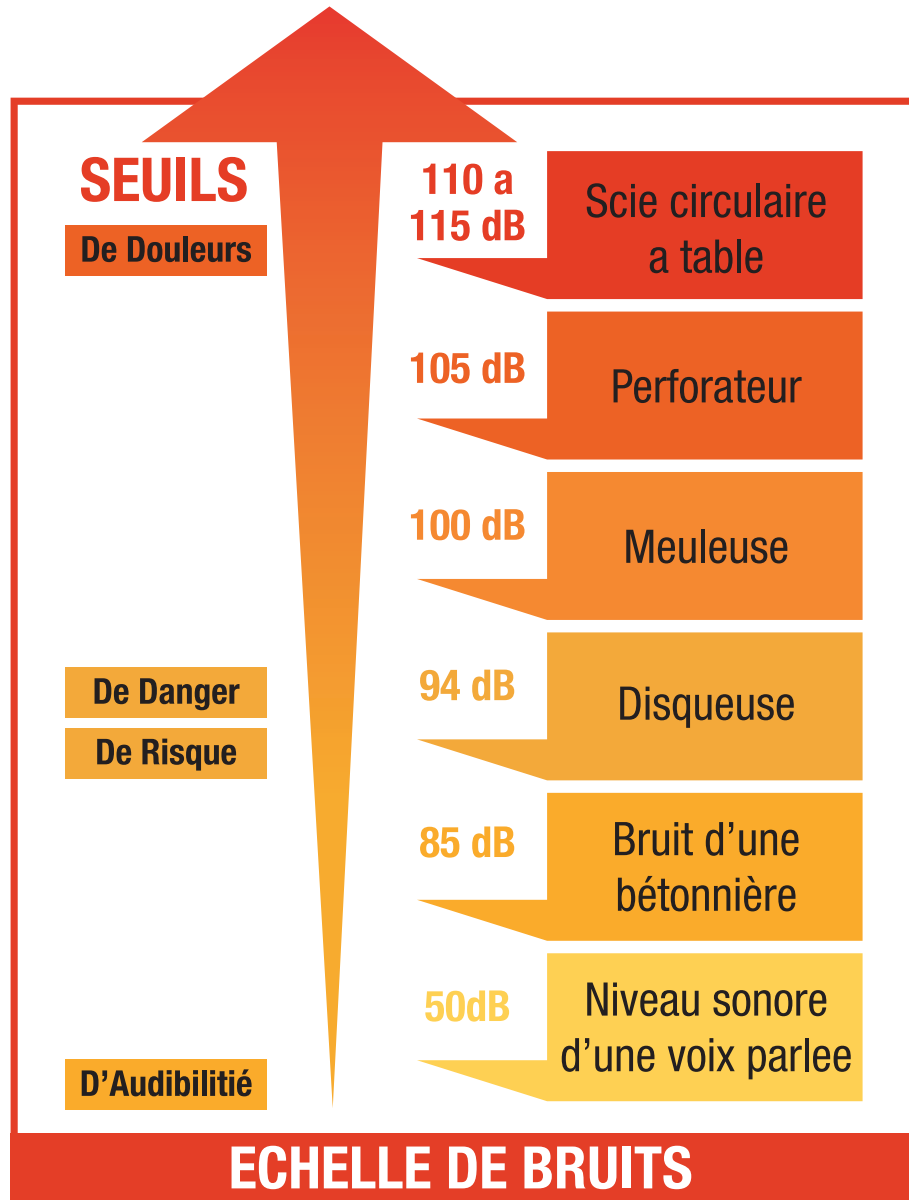 SEUILS
De Douleurs
110 a
115 dB
Scie circulaire
a table
105 dB
Perforateur
100 dB
Meuleuse
De Danger
De Risque
94 dB
Disqueuse
85 dB
Bruit d’une
bétonnière
50dB
Niveau sonore
d’une voix parlee
D’Audibilitié
ECHELLE DE BRUITS